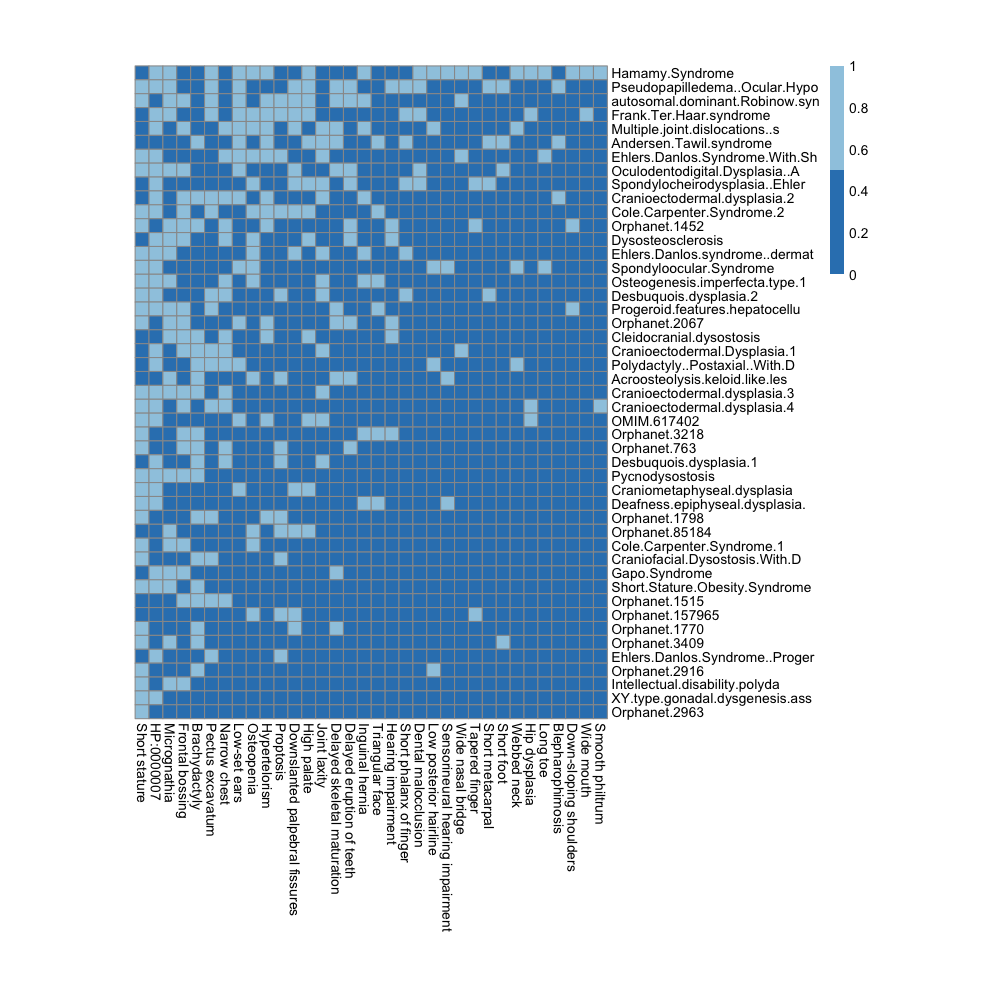 Hamamy.Syndrome
Pseudopapilledema..Ocular.Hypo
autosomal.dominant.Robinow.syn
Frank.Ter.Haar.syndrome
Multiple.joint.dislocations..s
Andersen.Tawil.syndrome
Ehlers.Danlos.Syndrome.With.Sh
Oculodentodigital.Dysplasia..A
Spondylocheirodysplasia..Ehler
Cranioectodermal.dysplasia.2
Cole.Carpenter.Syndrome.2
Orphanet.1452
Dysosteosclerosis
Ehlers.Danlos.syndrome..dermat
Spondyloocular.Syndrome
Osteogenesis.imperfecta.type.1
Desbuquois.dysplasia.2
Progeroid.features.hepatocellu
Orphanet.2067
Cleidocranial.dysostosis
Cranioectodermal.Dysplasia.1
Polydactyly..Postaxial..With.D
Acroosteolysis.keloid.like.les
Cranioectodermal.dysplasia.3
Cranioectodermal.dysplasia.4
OMIM.617402
Orphanet.3218
Orphanet.763
Desbuquois.dysplasia.1
Pycnodysostosis
Craniometaphyseal.dysplasia
Deafness.epiphyseal.dysplasia.
Orphanet.1798
Orphanet.85184
Cole.Carpenter.Syndrome.1
Craniofacial.Dysostosis.With.D
Gapo.Syndrome
Short.Stature.Obesity.Syndrome
Orphanet.1515
Orphanet.157965
Orphanet.1770
Orphanet.3409
Ehlers.Danlos.Syndrome..Proger
Orphanet.2916
Intellectual.disability.polyda
XY.type.gonadal.dysgenesis.ass
Orphanet.2963
1
0.8
0.6
0.4
0.2
0
Short stature
HP:0000007
Micrognathia
Frontal bossing
Brachydactyly
Pectus excavatum
Narrow chest
Low-set ears
Osteopenia
Hypertelorism
Proptosis
Downslanted palpebral fissures
High palate
Joint laxity
Delayed skeletal maturation
Delayed eruption of teeth
Inguinal hernia
Triangular face
Hearing impairment
Short phalanx of finger
Dental malocclusion
Low posterior hairline
Sensorineural hearing impairment
Wide nasal bridge
Tapered finger
Short metacarpal
Short foot
Webbed neck
Hip dysplasia
Long toe
Blepharophimosis
Down-sloping shoulders
Wide mouth
Smooth philtrum